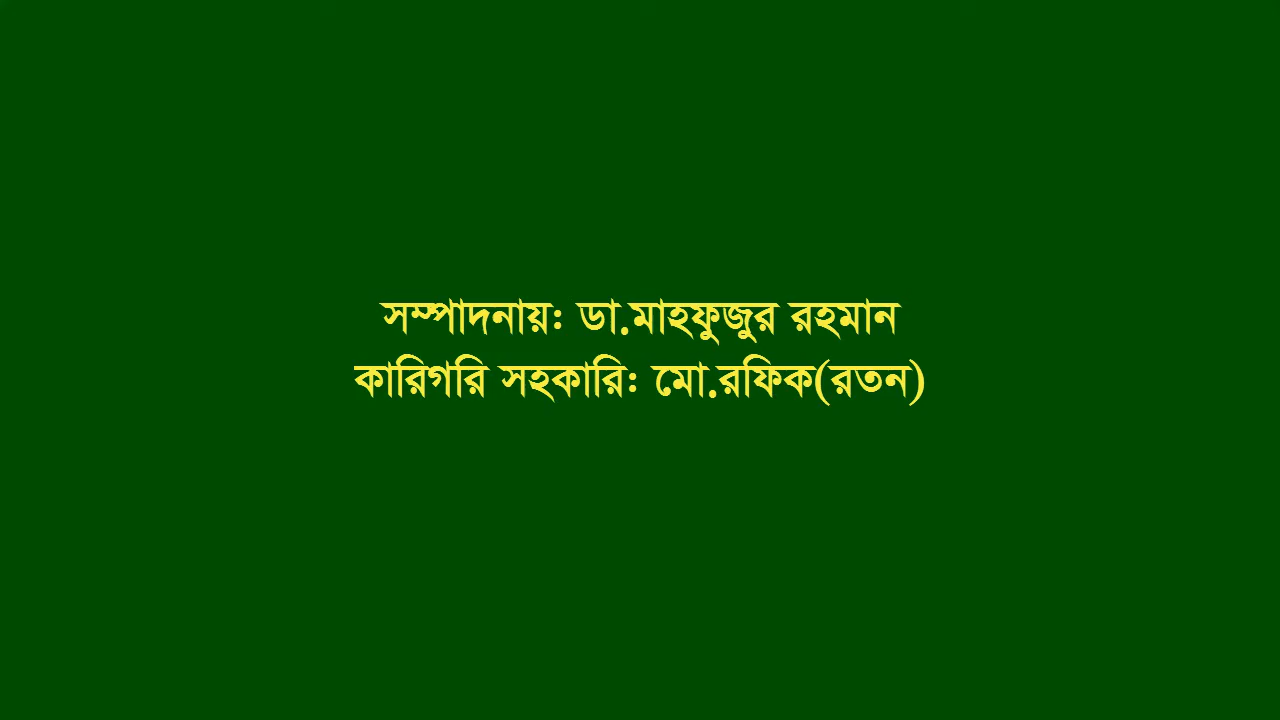 সম্পাদনায়: ডা.মাহফুজুর রহমান
কারিগরি সহকারি: মো.রফিক(রতন)